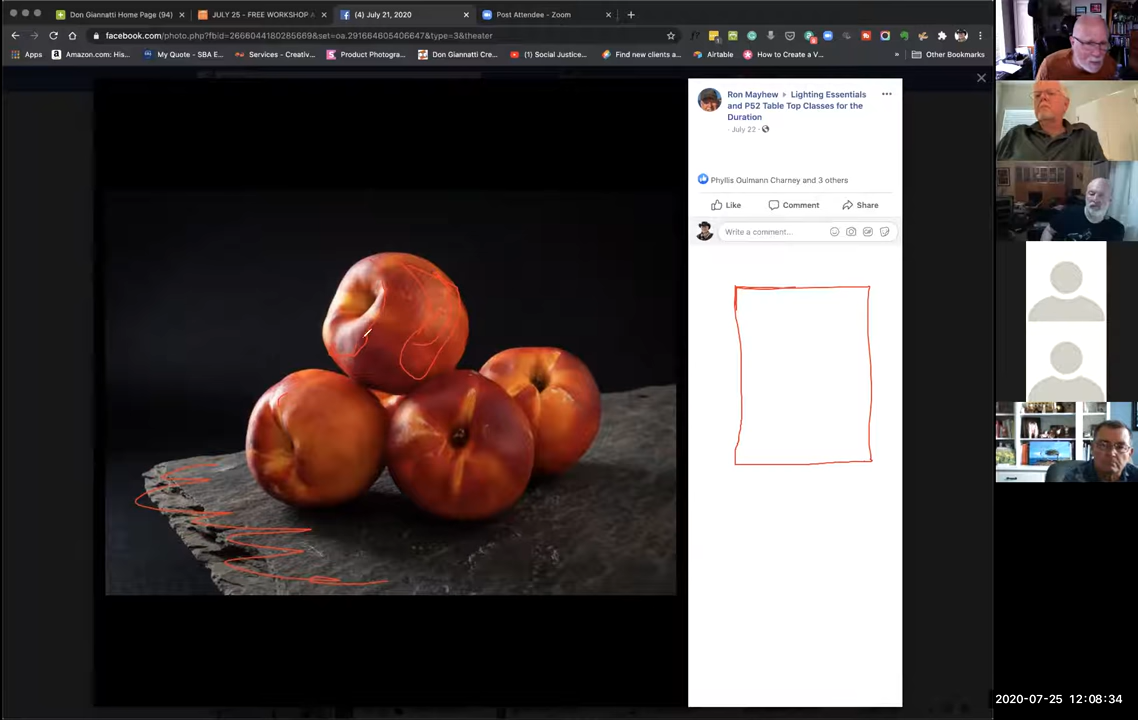 Don Giannatti Home Page (94)
JULY 25 - FREE WORKSHOP A
(4) July 21, 2020
Post Attendee - Zoom
facebook.com/photo.php?fbid=2666044180285669&set=oa.291664605406647&type=3&theater
Apps
Amazon.com: His...
My Quote - SBA E...
Services - Creativ...
Product Photogra...
Don Giannatti Cre...
(1) Social Justice...
Find new clients a...
Airtable
How to Create a V...
»
Other Bookmarks
Ron Mayhew ▸ Lighting Essentials
and P52 Table Top Classes for the
Duration
· July 22 ·
Phyllis Oulmann Charney and 3 others
Like
Comment
Share
Write a comment...
2020-07-25 12:08:34